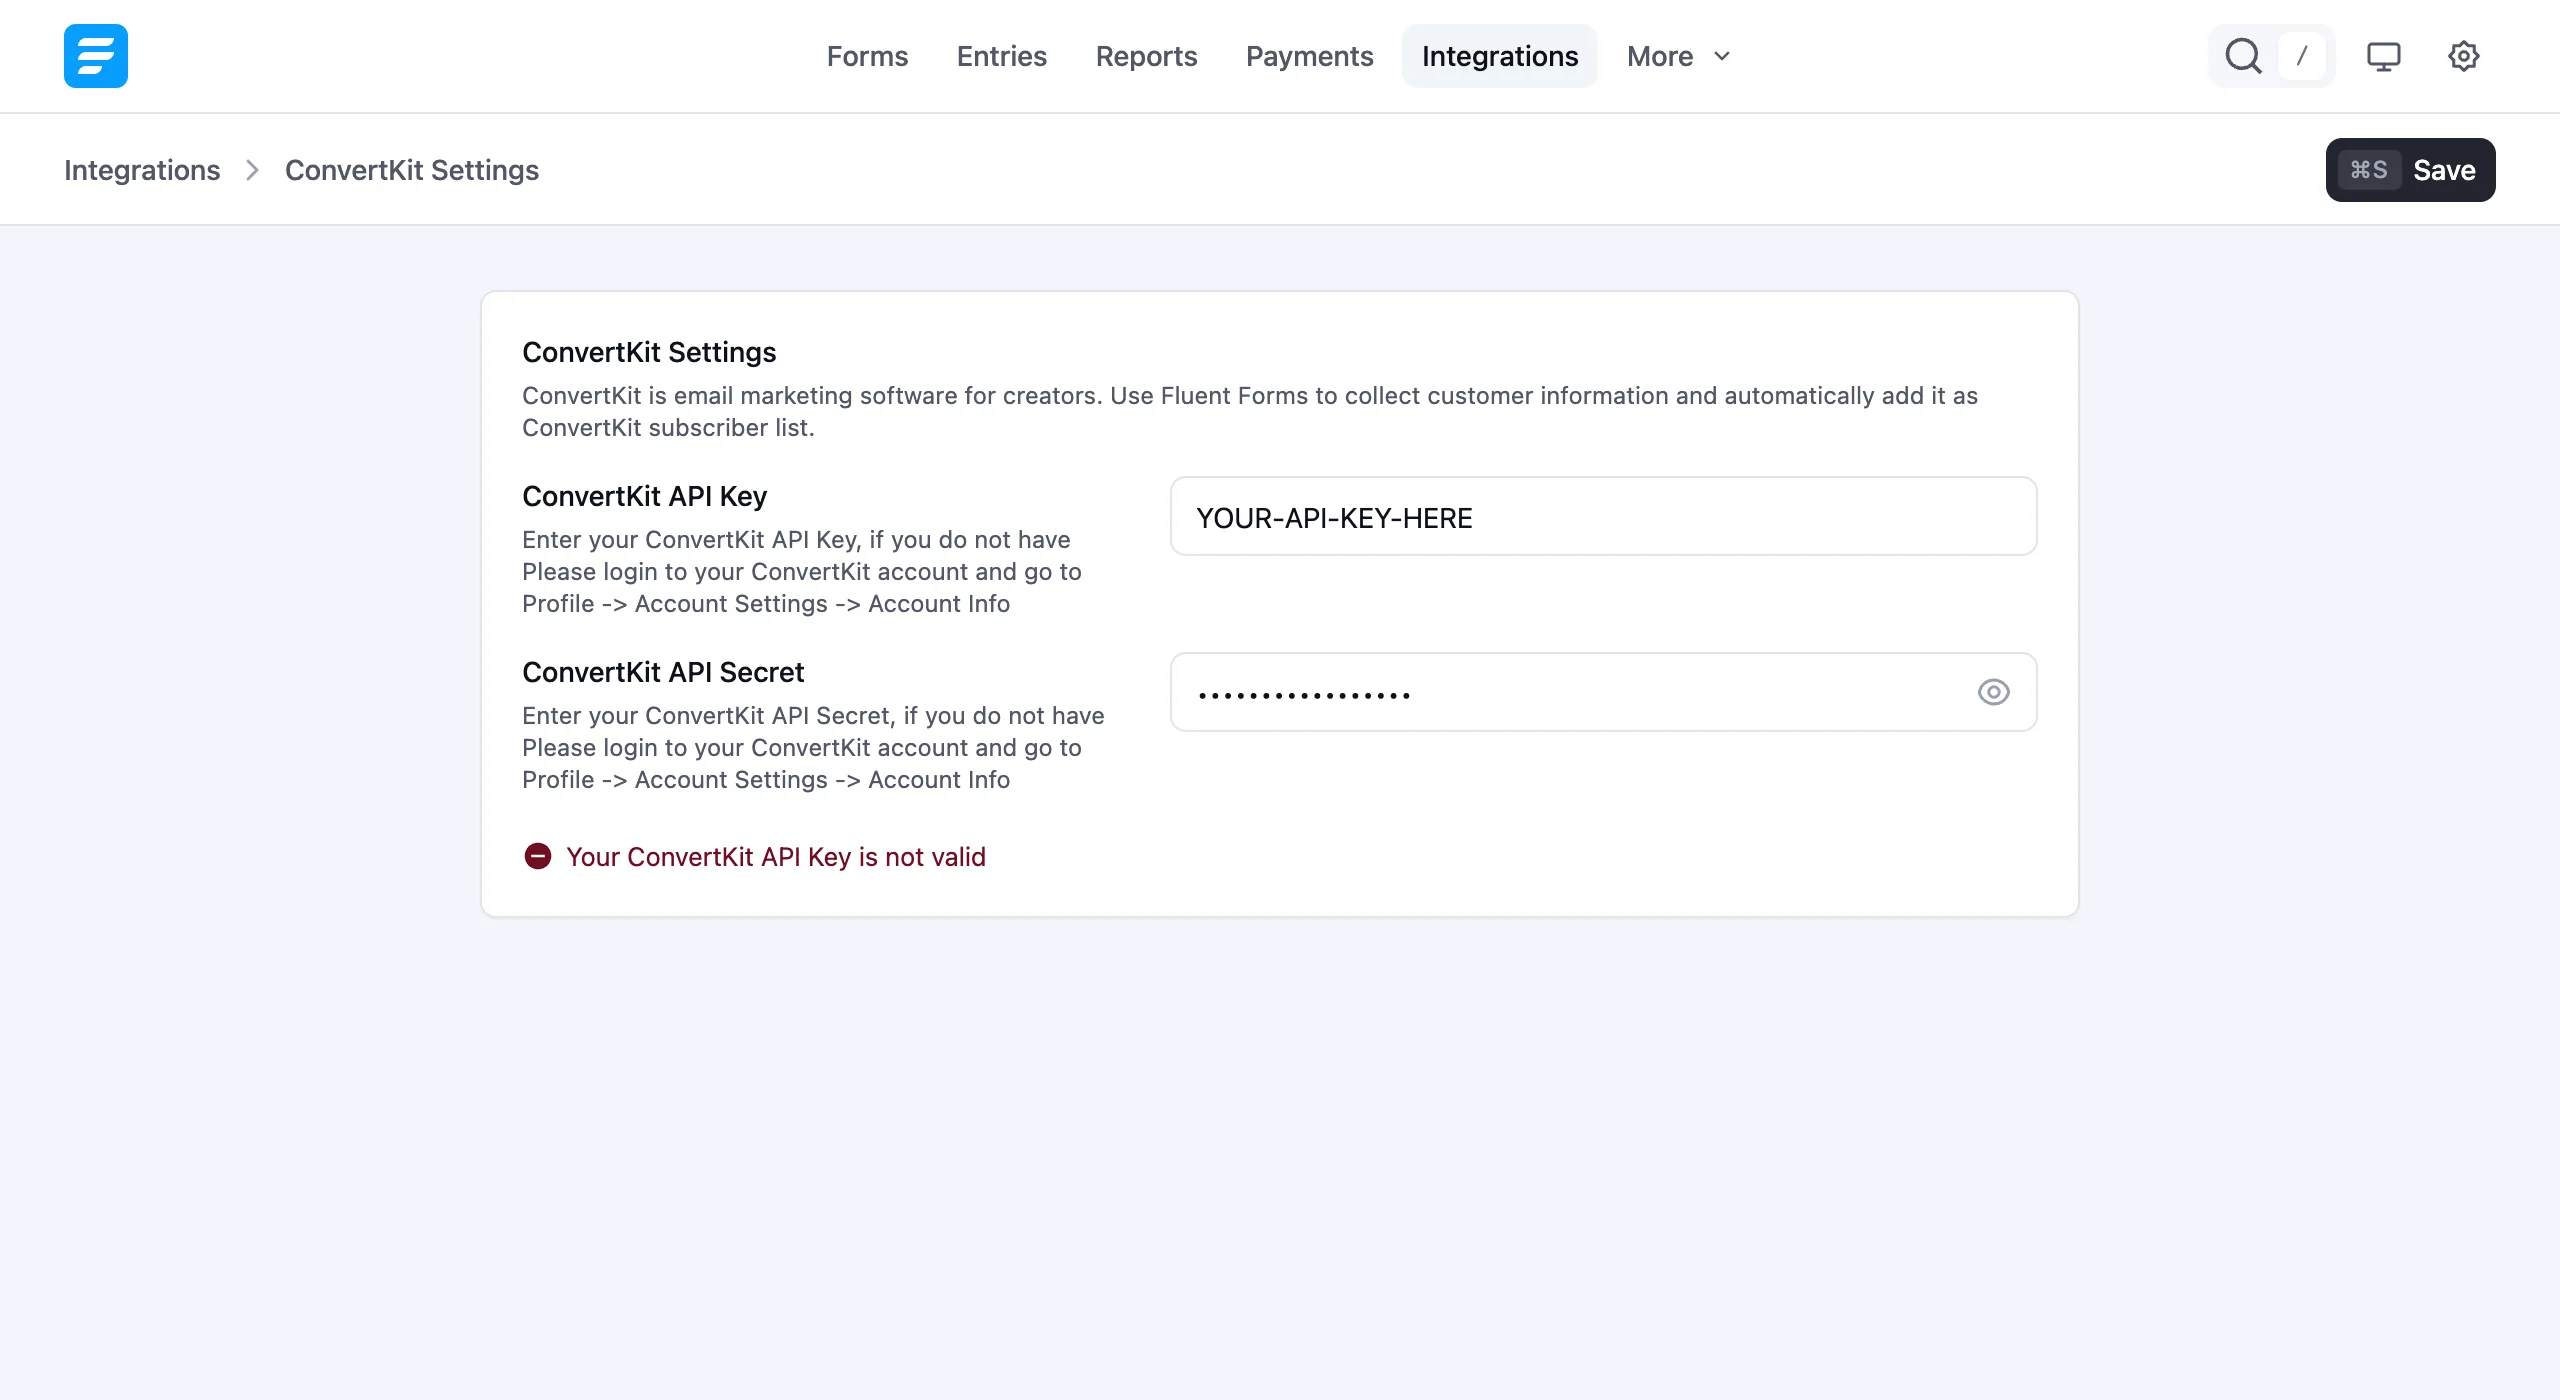 Forms Entries Reports Payments Integrations More /
Integrations > ConvertKit Settings ⌘S Save
ConvertKit Settings
ConvertKit is email marketing software for creators. Use Fluent Forms to collect customer information and automatically add it as
ConvertKit subscriber list.
ConvertKit API Key
YOUR-API-KEY-HERE
Enter your ConvertKit API Key, if you do not have
Please login to your ConvertKit account and go to
Profile -> Account Settings -> Account Info
ConvertKit API Secret
•••••••••••••••••
Enter your ConvertKit API Secret, if you do not have
Please login to your ConvertKit account and go to
Profile -> Account Settings -> Account Info
Your ConvertKit API Key is not valid